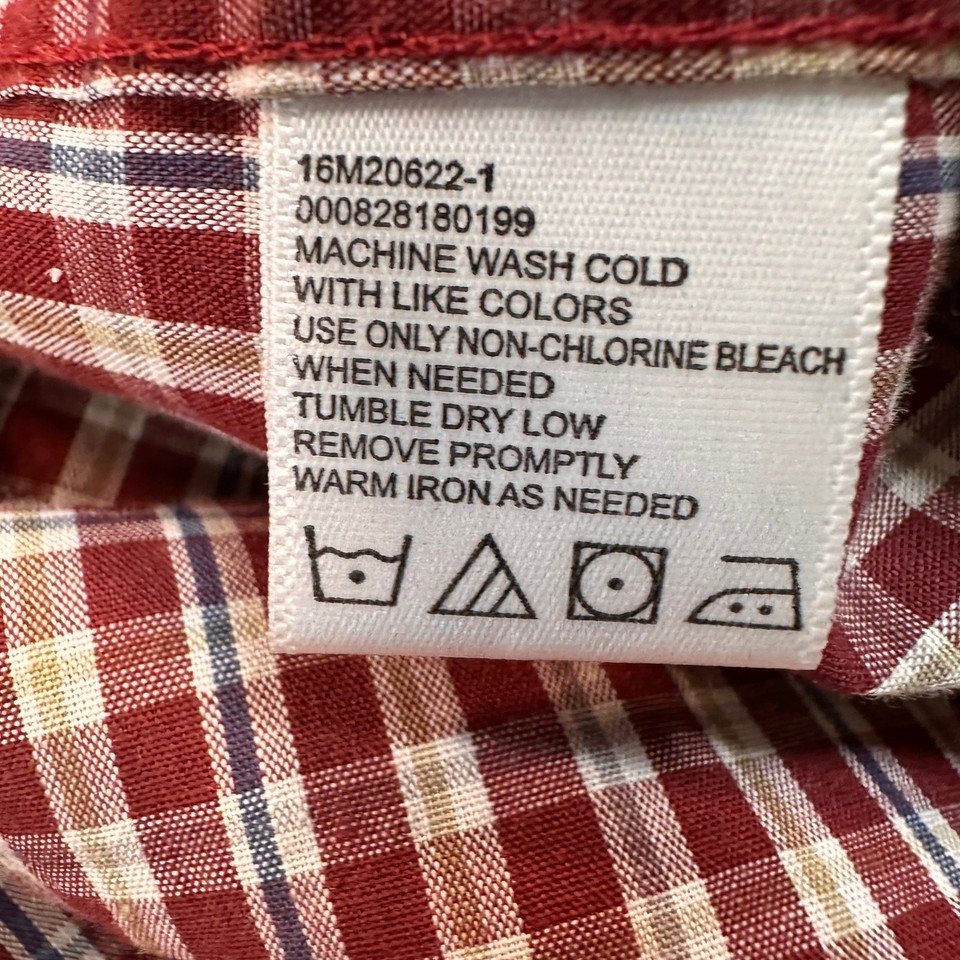 16M20622-1
000828180199
MACHINE WASH COLD
WITH LIKE COLORS
USE ONLY NON-CHLORINE BLEACH
WHEN NEEDED
TUMBLE DRY LOW
REMOVE PROMPTLY
WARM IRON AS NEEDED